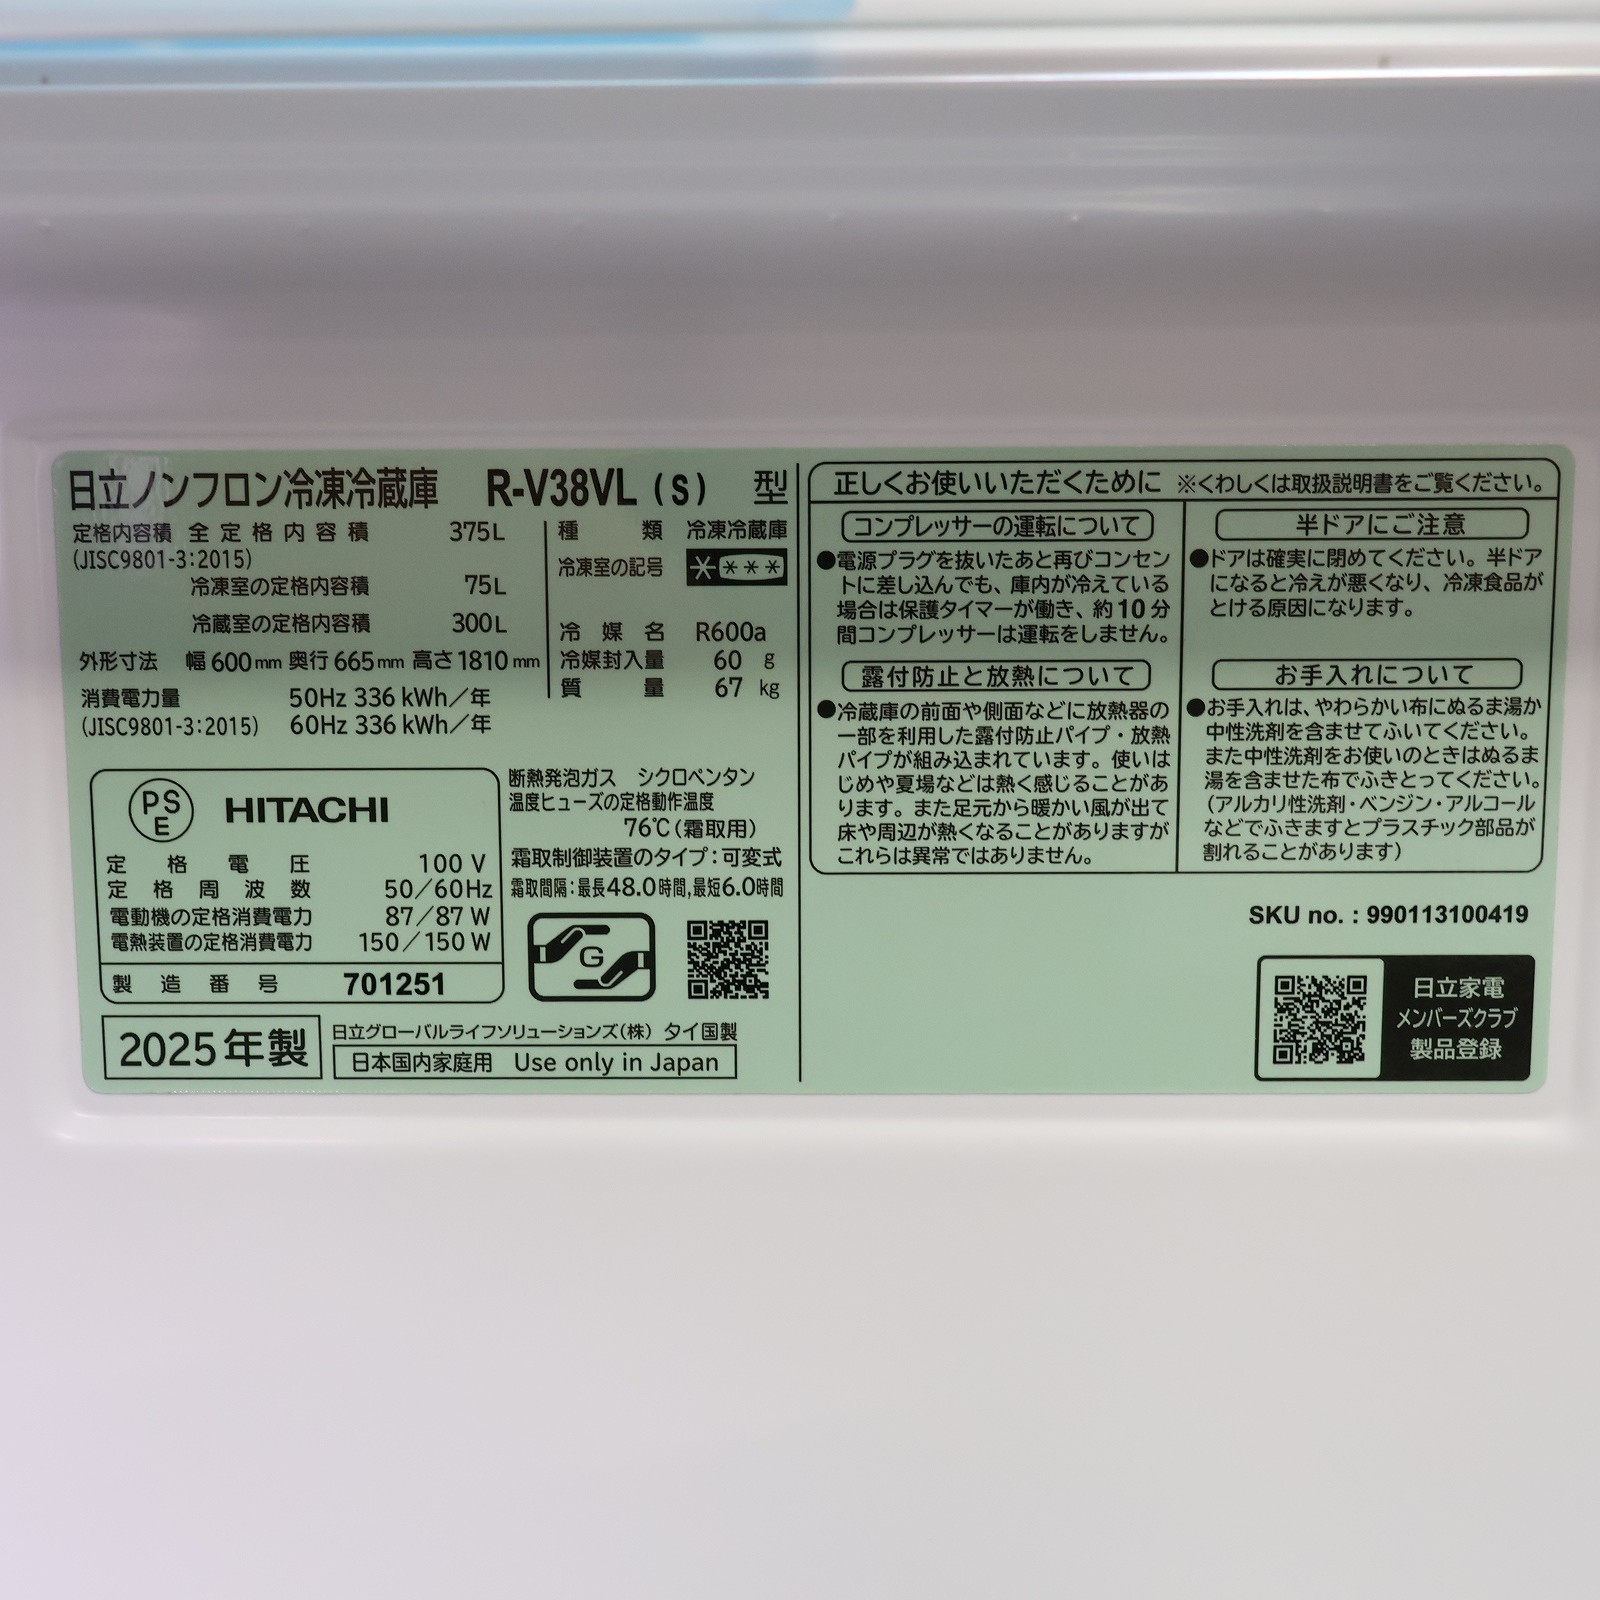 日立ノンフロン冷凍冷蔵庫 R-V38VL (S) 型
定格内容積 全定格内容積 375L
(JISC9801-3:2015)
冷凍室の定格内容積 75L
冷蔵室の定格内容積 300L
外形寸法 幅600mm 奥行665mm 高さ1810mm
消費電力量 50Hz 336kWh/年
(JISC9801-3:2015) 60Hz 336kWh/年
種類 冷凍冷蔵庫
冷凍室の記号 ****
冷媒名 R600a
冷媒封入量 60 g
質量 67 kg
PSE HITACHI
定格電圧 100V
定格周波数 50/60Hz
電動機の定格消費電力 87/87W
電熱装置の定格消費電力 150/150W
製造番号 701251
断熱発泡ガス シクロペンタン
温度ヒューズの定格動作温度
76℃(霜取用)
霜取制御装置のタイプ:可変式
霜取間隔:最長48.0時間,最短6.0時間
G
2025年製
日立グローバルライフソリューションズ(株) タイ国製
日本国内家庭用 Use only in Japan
正しくお使いいただくために ※くわしくは取扱説明書をご覧ください。
コンプレッサーの運転について
●電源プラグを抜いたあと再びコンセン
トに差し込んでも、庫内が冷えている
場合は保護タイマーが働き、約10分
間コンプレッサーは運転をしません。
露付防止と放熱について
●冷蔵庫の前面や側面などに放熱器の
一部を利用した露付防止パイプ・放熱
パイプが組み込まれています。使いは
じめや夏場などは熱く感じることがあ
ります。また足元から暖かい風が出て
床や周辺が熱くなることがありますが
これらは異常ではありません。
半ドアにご注意
●ドアは確実に閉めてください。半ドア
になると冷えが悪くなり、冷凍食品が
とける原因になります。
お手入れについて
●お手入れは、やわらかい布にぬるま湯か
中性洗剤を含ませてふいてください。
また中性洗剤をお使いのときはぬるま
湯を含ませた布でふきとってください。
(アルカリ性洗剤・ベンジン・アルコール
などでふきますとプラスチック部品が
割れることがあります)
SKU no. : 990113100419
日立家電
メンバーズクラブ
製品登録